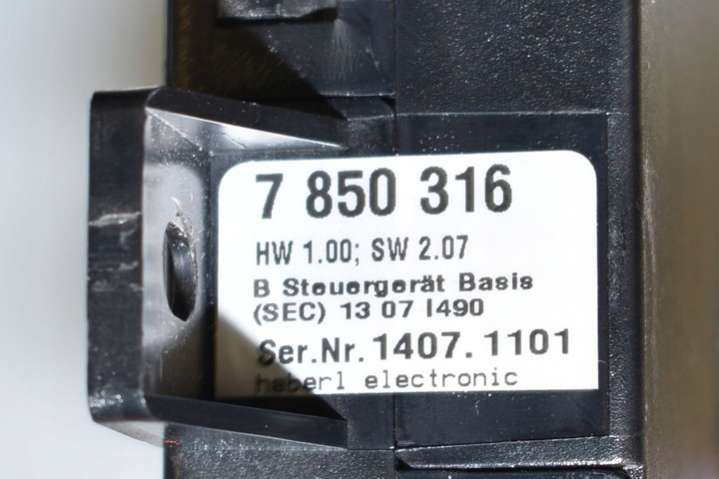 7 850 316
HW 1.00; SW 2.07
B Steuergerät Basis
(SEC) 13 07 I490
Ser.Nr. 1407. 1101
haberl electronic